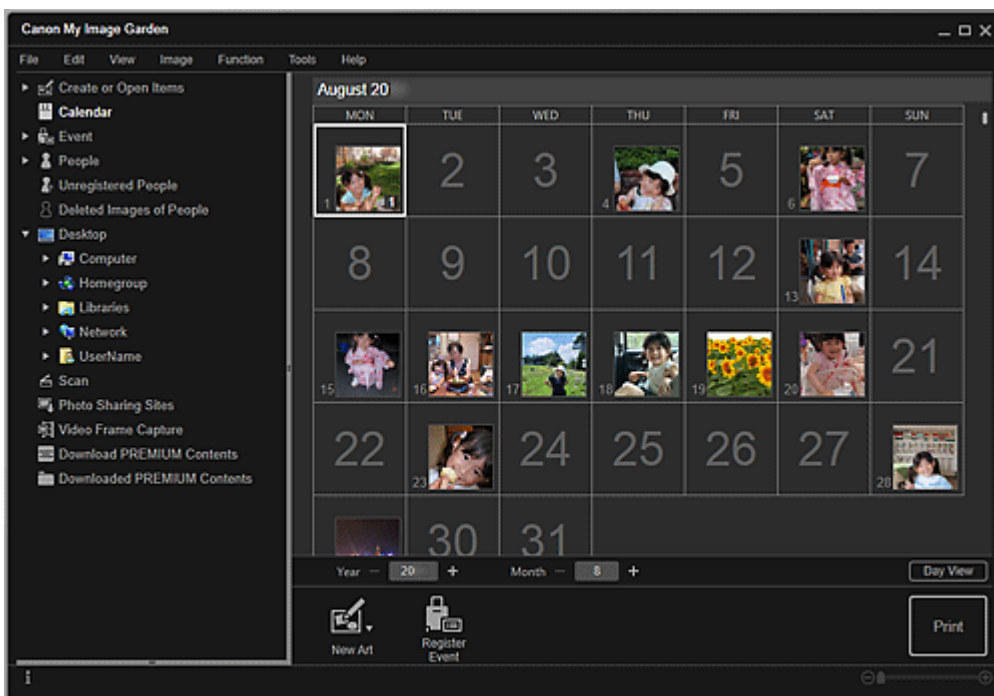 Canon My Image Garden
File Edit View Image Function Tools Help
Create or Open Items
Calendar
Event
People
Unregistered People
Deleted Images of People
Desktop
Computer
Homegroup
Libraries
Network
UserName
Scan
Photo Sharing Sites
Video Frame Capture
Download PREMIUM Contents
Downloaded PREMIUM Contents
August 20
MON TUE WED THU FRI SAT SUN
1 1 2 3 4 5 6 7
8 9 10 11 12 13 14
15 16 17 18 19 20 21
22 23 24 25 26 27 28
30 31
Year − 20 + Month − 8 + Day View
New Art
Register
Event
Print